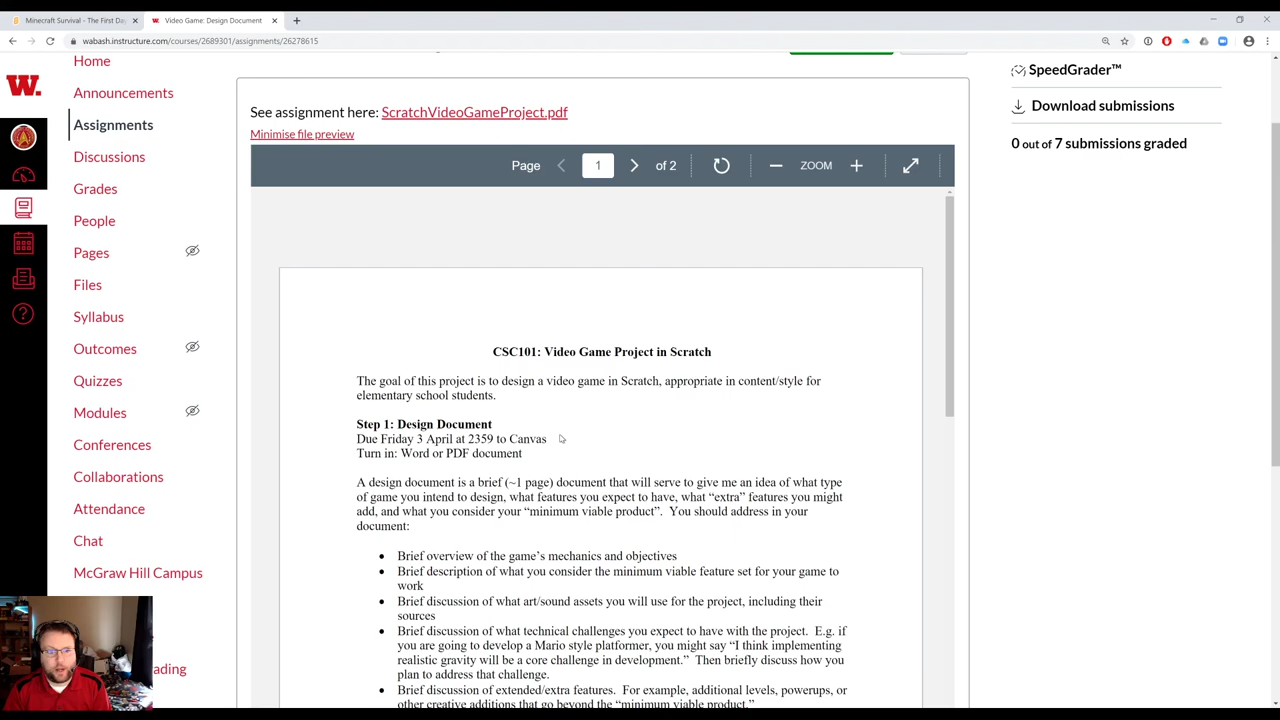 Minecraft Survival - The First Da
Video Game: Design Document
wabash.instructure.com/courses/2689301/assignments/26278615
W.
Home
Announcements
Assignments
Discussions
Grades
People
Pages
Files
Syllabus
Outcomes
Quizzes
Modules
Conferences
Collaborations
Attendance
Chat
McGraw Hill Campus
ading
See assignment here: ScratchVideoGameProject.pdf
Minimise file preview
Page 1 of 2 ZOOM
CSC101: Video Game Project in Scratch
The goal of this project is to design a video game in Scratch, appropriate in content/style for
elementary school students.
Step 1: Design Document
Due Friday 3 April at 2359 to Canvas
Turn in: Word or PDF document
A design document is a brief (~1 page) document that will serve to give me an idea of what type
of game you intend to design, what features you expect to have, what “extra” features you might
add, and what you consider your “minimum viable product”. You should address in your
document:
• Brief overview of the game’s mechanics and objectives
• Brief description of what you consider the minimum viable feature set for your game to
work
• Brief discussion of what art/sound assets you will use for the project, including their
sources
• Brief discussion of what technical challenges you expect to have with the project. E.g. if
you are going to develop a Mario style platformer, you might say “I think implementing
realistic gravity will be a core challenge in development.” Then briefly discuss how you
plan to address that challenge.
• Brief discussion of extended/extra features. For example, additional levels, powerups, or
other creative additions that go beyond the “minimum viable product.”
SpeedGrader™
Download submissions
0 out of 7 submissions graded